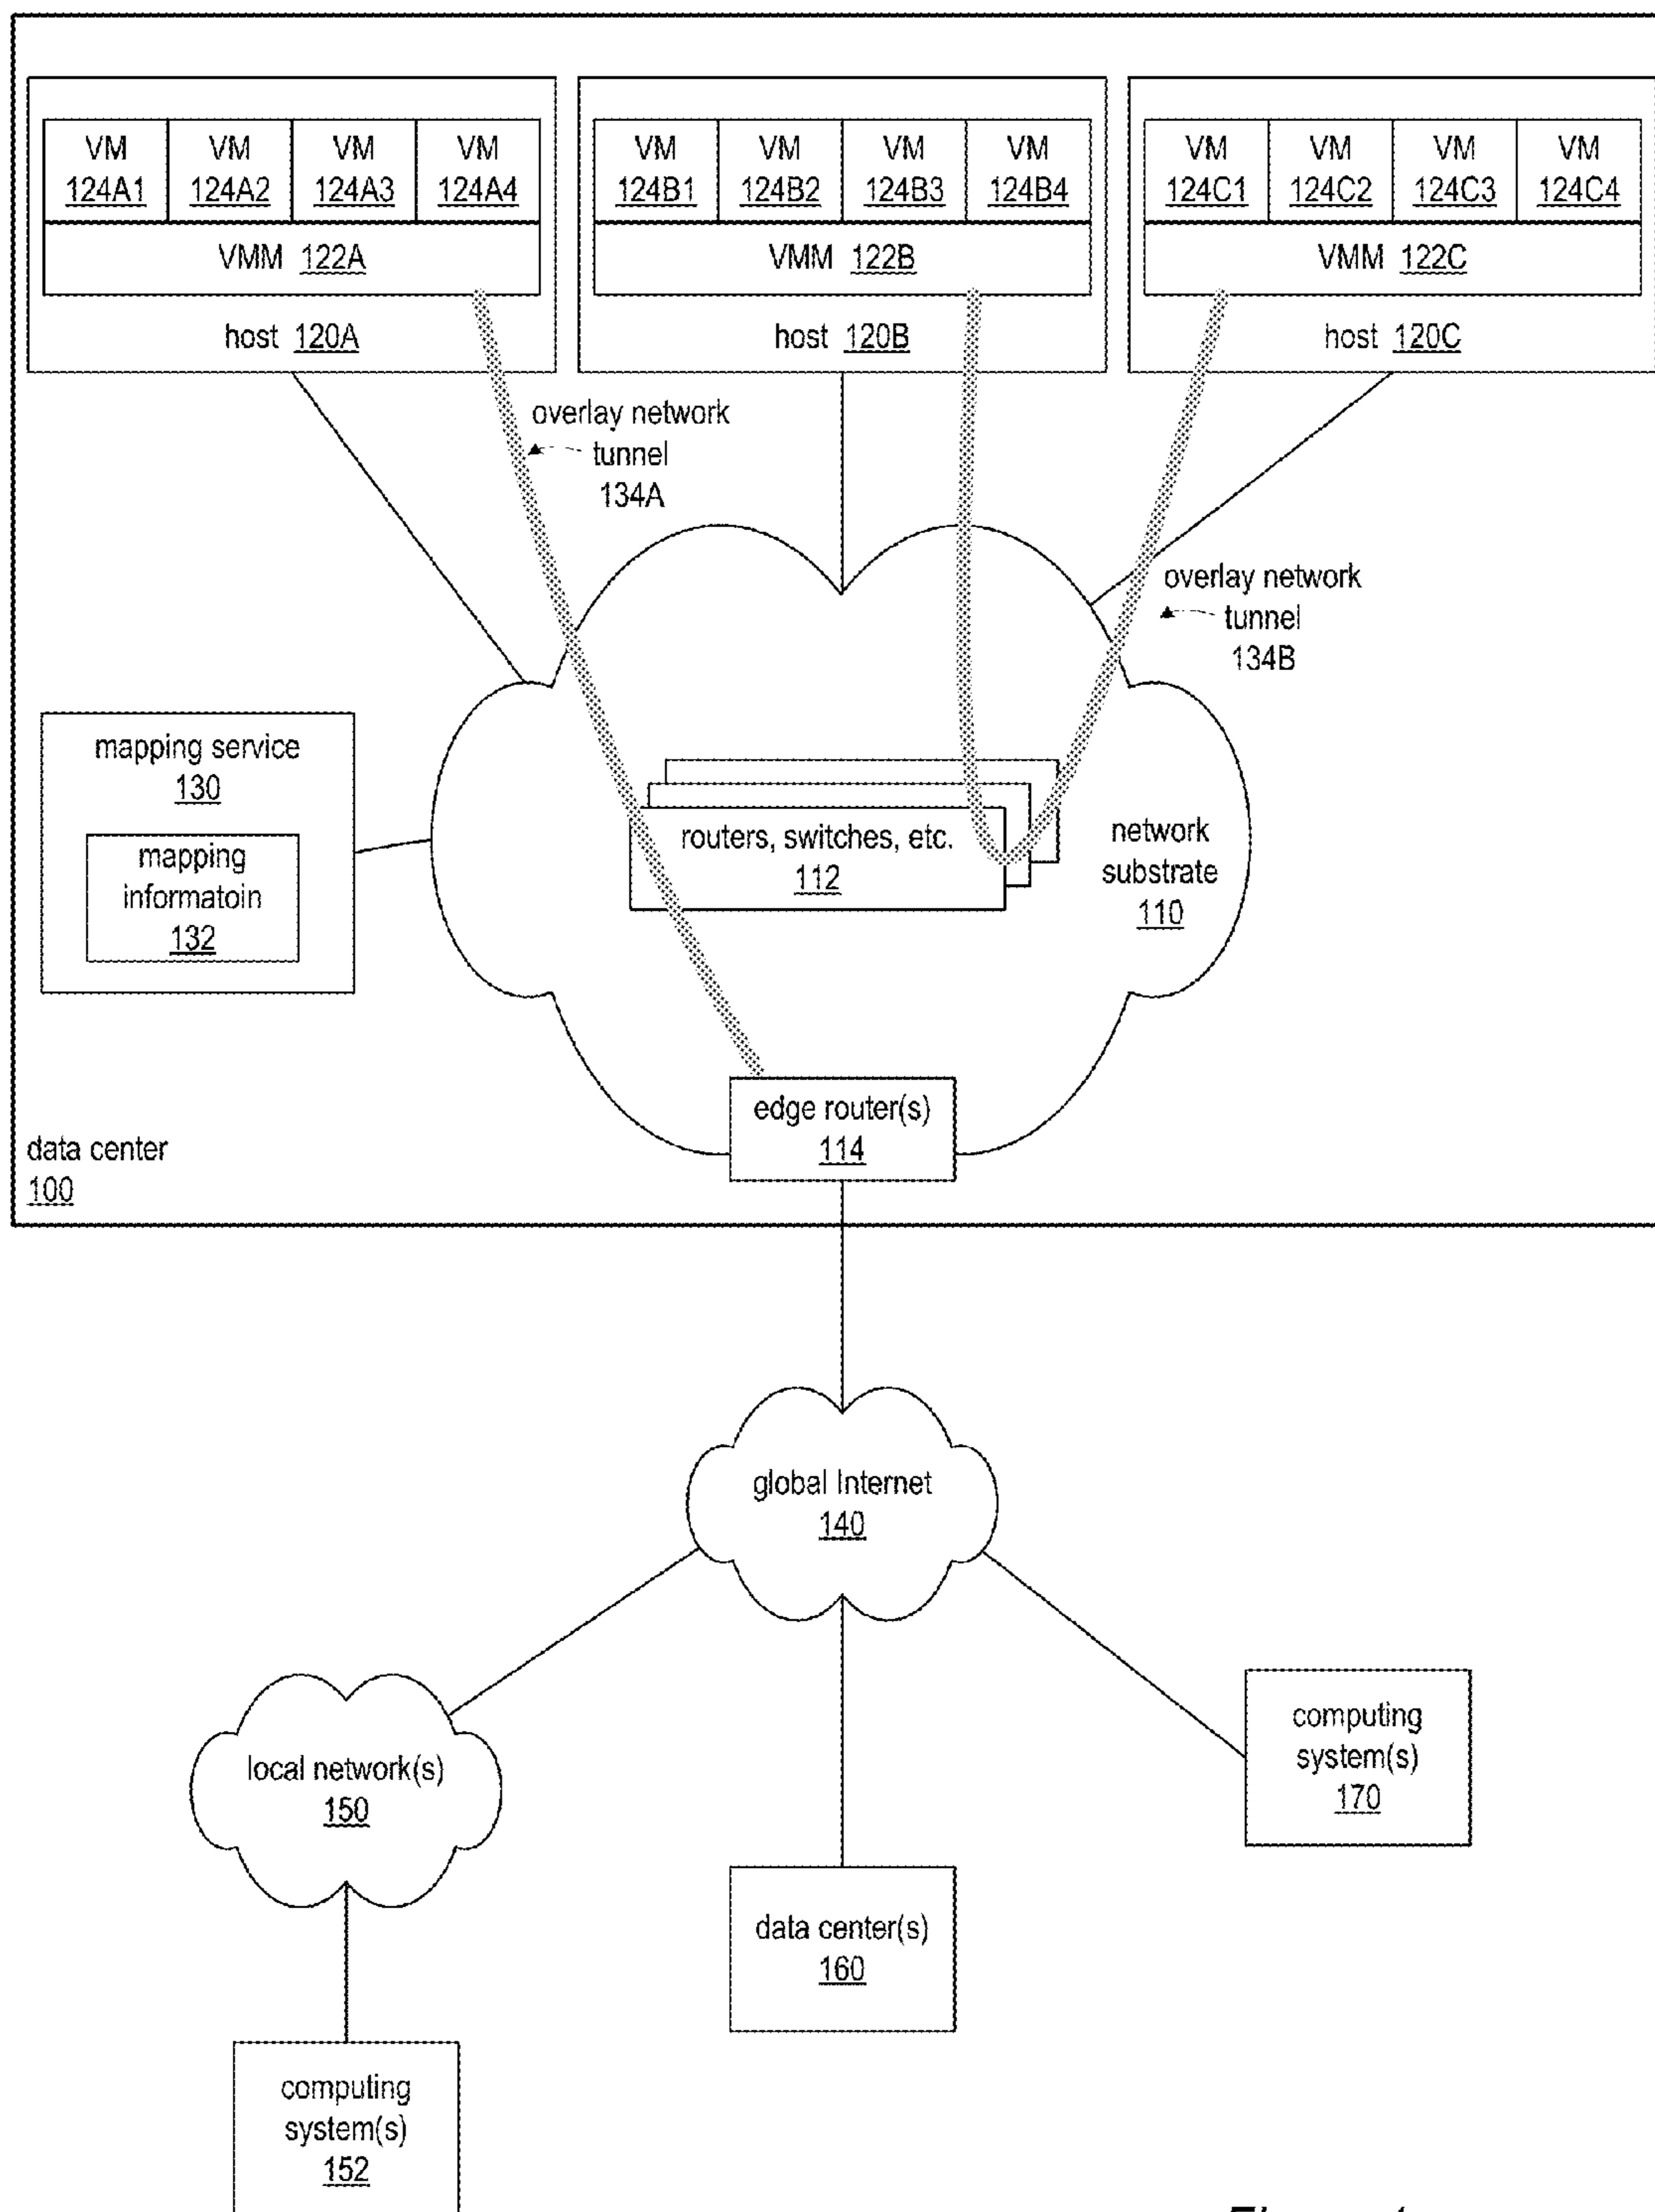 VM
124A1
VM
124A2
VM
124A3
VM
124A4
VMM 122A
host 120A
VM
124B1
VM
124B2
VM
124B3
VM
124B4
VMM 122B
host 120B
VM
124C1
VM
124C2
VM
124C3
VM
124C4
VMM 122C
host 120C
overlay network
tunnel
134A
overlay network
tunnel
134B
mapping service
130
mapping
informatoin
132
routers, switches, etc.
112
network
substrate
110
edge router(s)
114
data center
100
global Internet
140
local network(s)
150
computing
system(s)
170
data center(s)
160
computing
system(s)
152